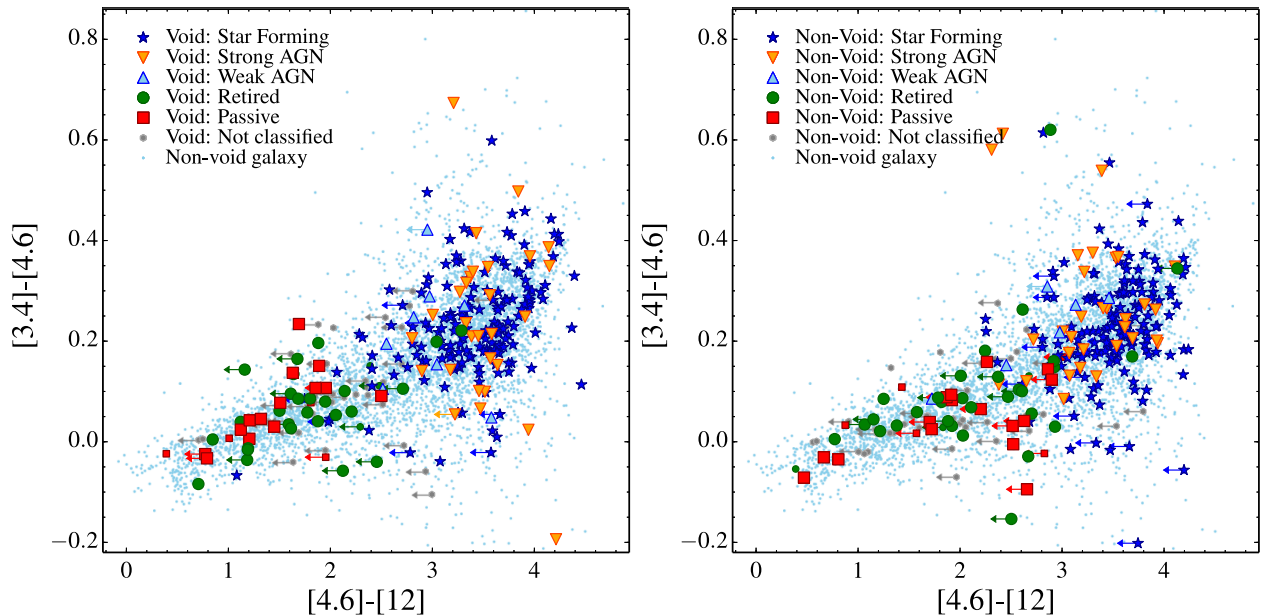 0.8
0.6
0.4
0.2
0.0
−0.2
[3.4]-[4.6]
Void: Star Forming
Void: Strong AGN
Void: Weak AGN
Void: Retired
Void: Passive
Void: Not classified
Non-void galaxy
0 1 2 3 4
[4.6]-[12]
0.8
0.6
0.4
0.2
0.0
−0.2
[3.4]-[4.6]
Non-Void: Star Forming
Non-Void: Strong AGN
Non-Void: Weak AGN
Non-Void: Retired
Non-Void: Passive
Non-void: Not classified
Non-void galaxy
0 1 2 3 4
[4.6]-[12]